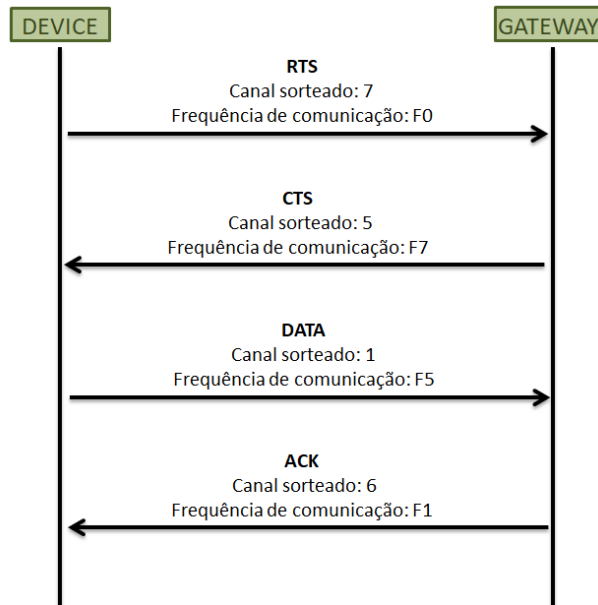 DEVICE
GATEWAY
RTS
Canal sorteado: 7
Frequência de comunicação: F0
CTS
Canal sorteado: 5
Frequência de comunicação: F7
DATA
Canal sorteado: 1
Frequência de comunicação: F5
ACK
Canal sorteado: 6
Frequência de comunicação: F1